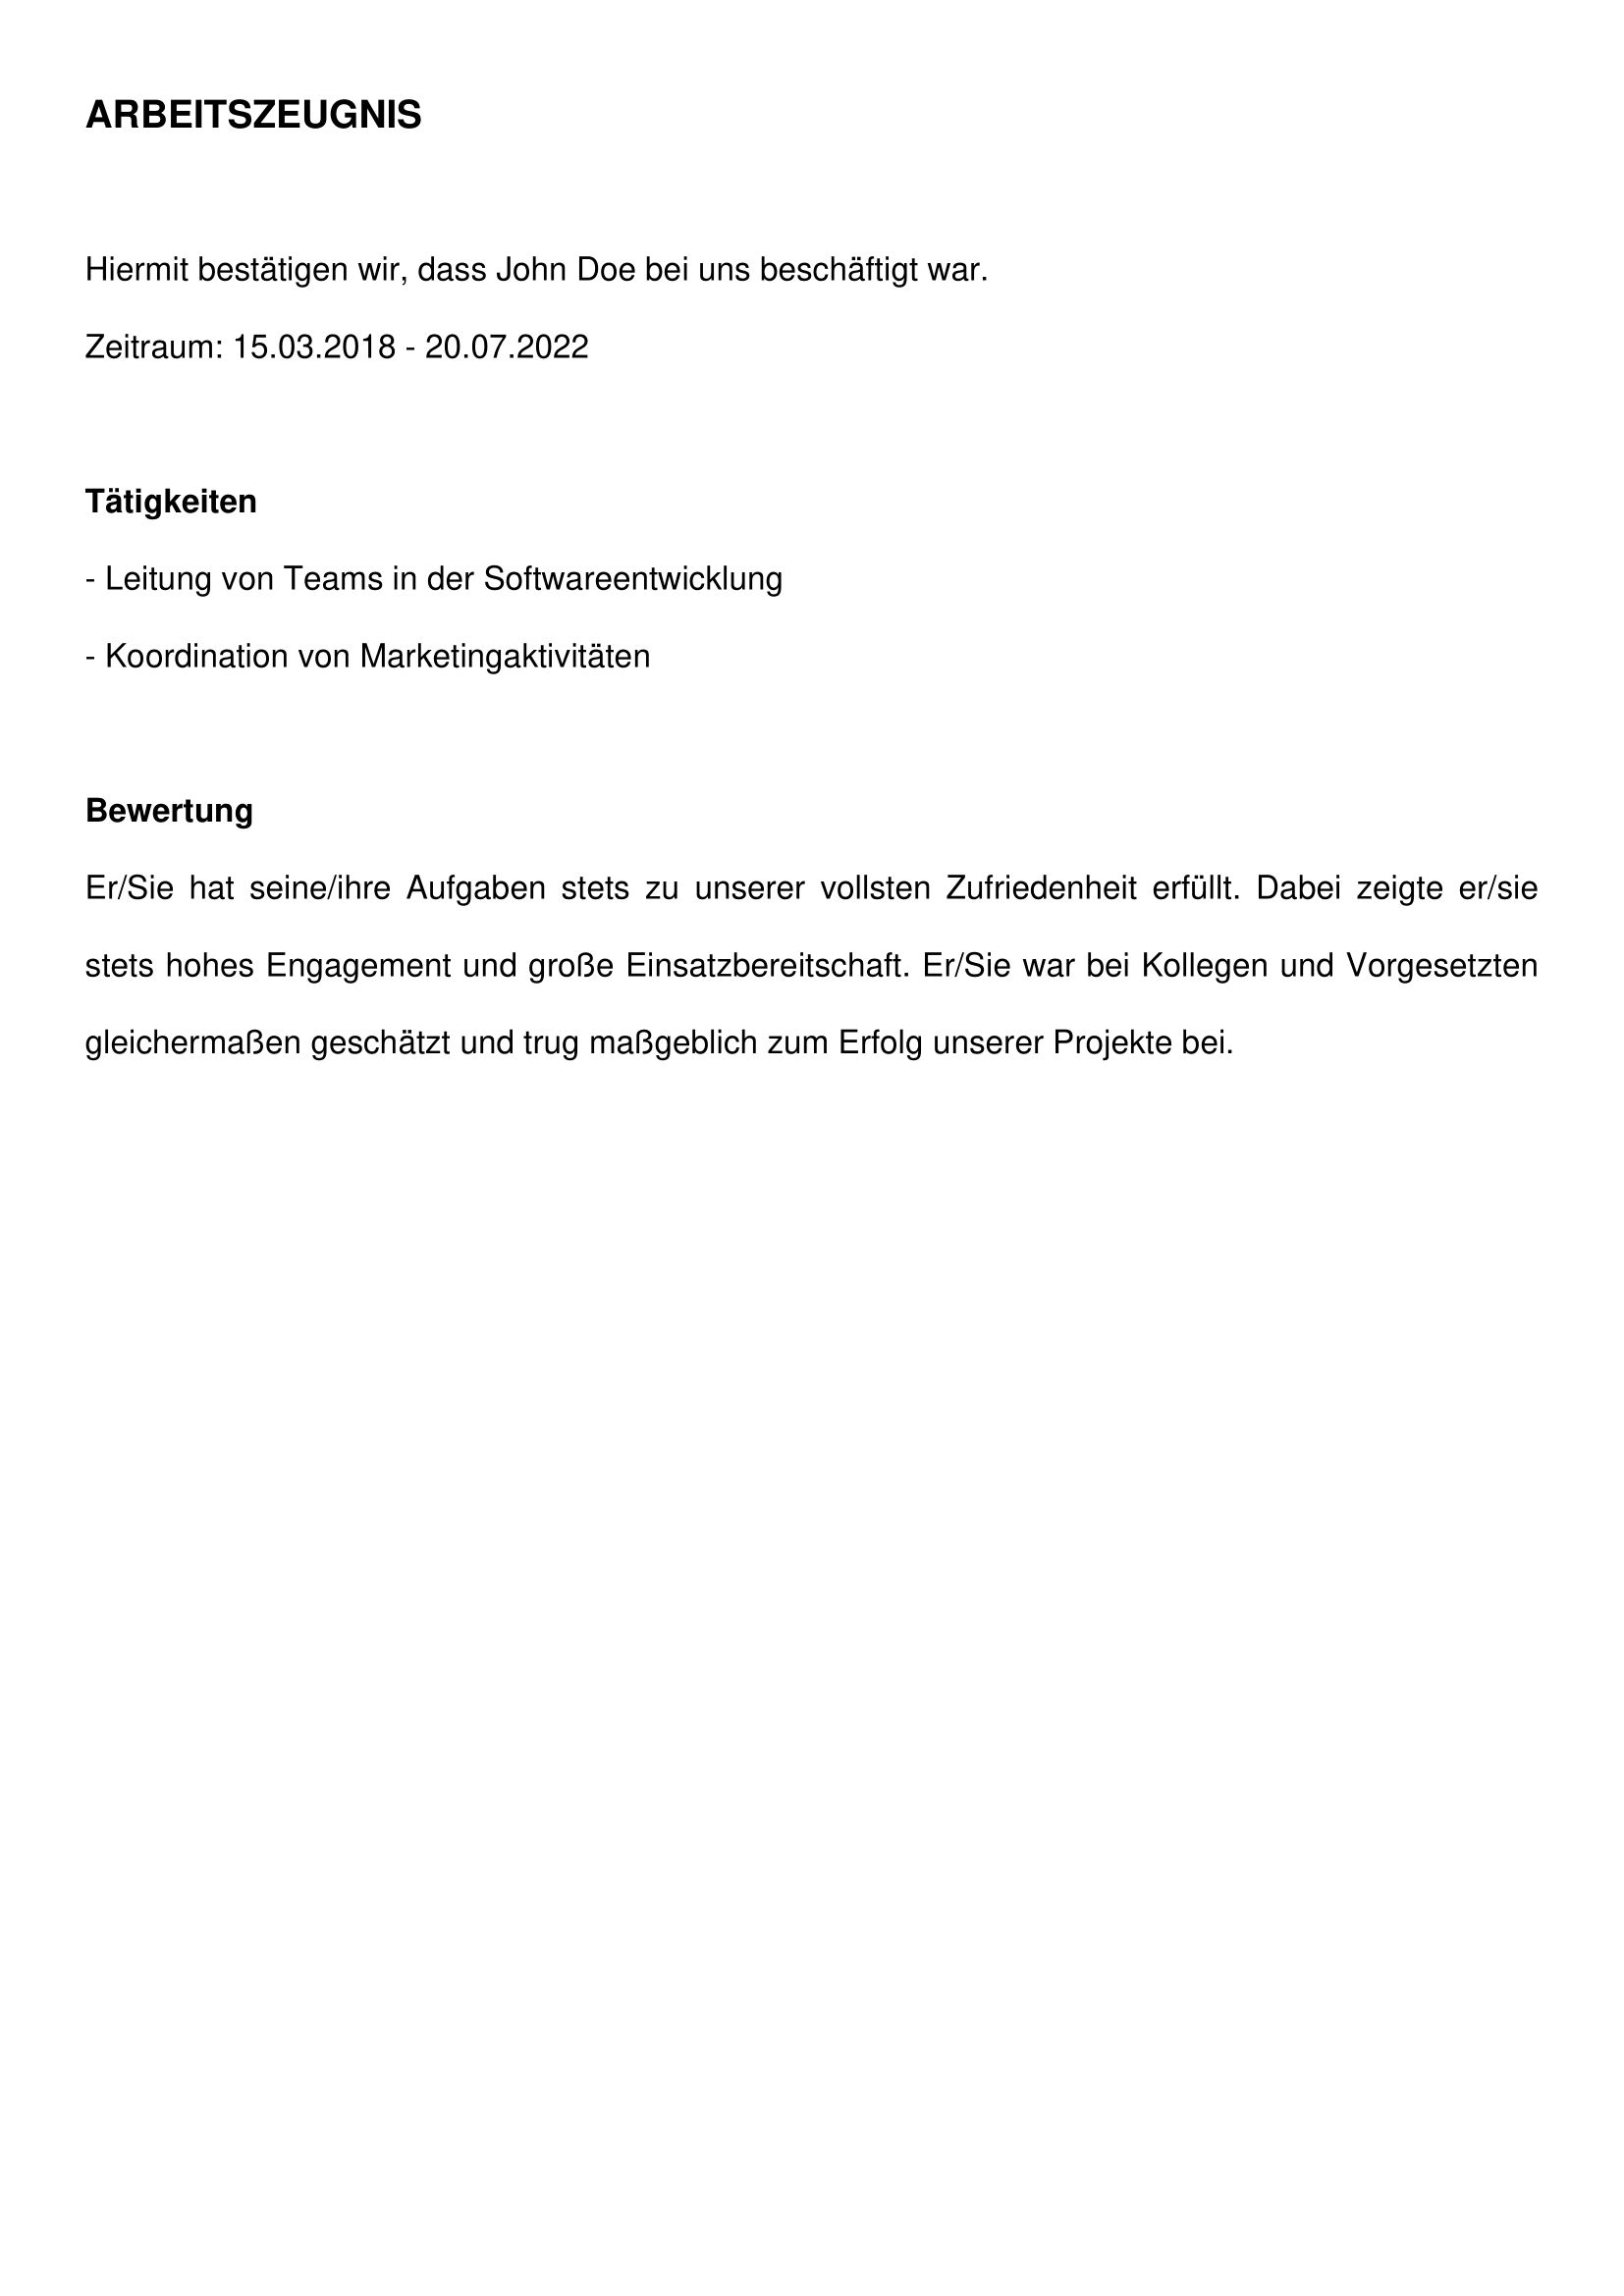 ARBEITSZEUGNIS
Hiermit bestätigen wir, dass John Doe bei uns beschäftigt war.
Zeitraum: 15.03.2018 - 20.07.2022
Tätigkeiten
- Leitung von Teams in der Softwareentwicklung
- Koordination von Marketingaktivitäten
Bewertung
Er/Sie hat seine/ihre Aufgaben stets zu unserer vollsten Zufriedenheit erfüllt. Dabei zeigte er/sie
stets hohes Engagement und große Einsatzbereitschaft. Er/Sie war bei Kollegen und Vorgesetzten
gleichermaßen geschätzt und trug maßgeblich zum Erfolg unserer Projekte bei.